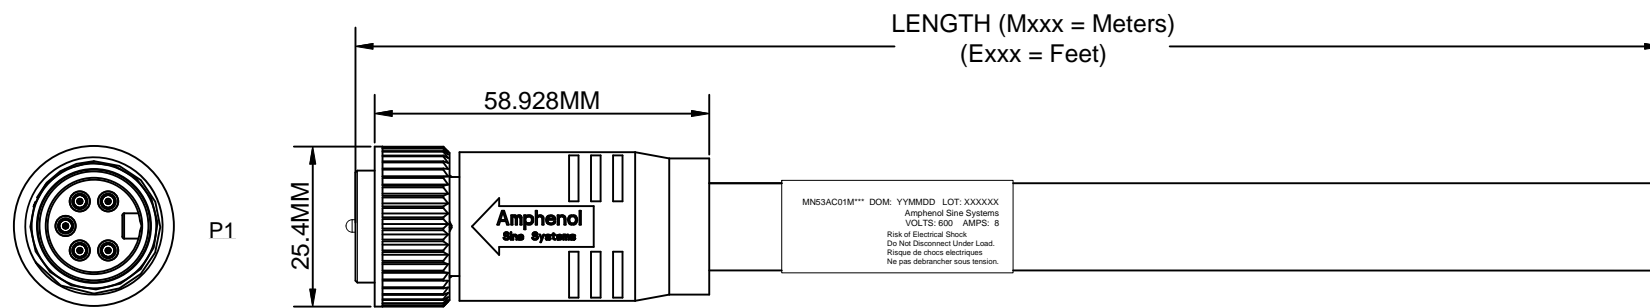 LENGTH (Mxxx = Meters)
(Exxx = Feet)
58.928MM
25.4MM
P1
Amphenol
Sine Systems
MN53AC01M*** DOM: YYMMDD LOT: XXXXXX
Amphenol Sine Systems
VOLTS: 600 AMPS: 8
Risk of Electrical Shock
Do Not Disconnect Under Load.
Risque de chocs electriques
Ne pas debrancher sous tension.